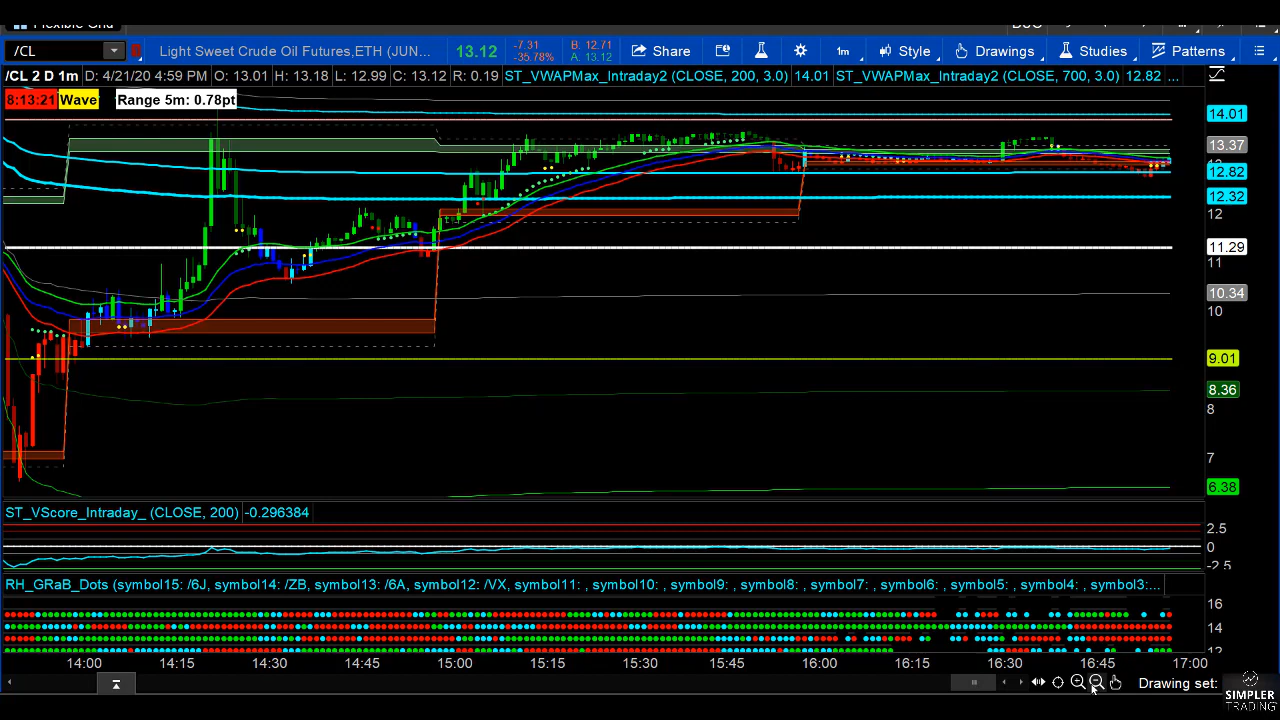 Flexible Grid
/CL
Light Sweet Crude Oil Futures,ETH (JUN...
13.12
-7.31
-35.78%
B: 12.71
A: 13.12
Share
1m
Style
Drawings
Studies
Patterns
/CL 2 D 1m D: 4/21/20 4:59 PM O: 13.01 H: 13.18 L: 12.99 C: 13.12 R: 0.19 ST_VWAPMax_Intraday2 (CLOSE, 200, 3.0) 14.01 ST_VWAPMax_Intraday2 (CLOSE, 700, 3.0) 12.82 ...
8:13:21 Wave Range 5m: 0.78pt
14.01
13.37
12.82
12.32
12
11.29
11
10.34
10
9.01
8.36
8
7
6.38
ST_VScore_Intraday_ (CLOSE, 200) -0.296384
2.5
0
-2.5
RH_GRaB_Dots (symbol15: /6J, symbol14: /ZB, symbol13: /6A, symbol12: /VX, symbol11: , symbol10: , symbol9: , symbol8: , symbol7: , symbol6: , symbol5: , symbol4: , symbol3:...
16
14
12
14:00 14:15 14:30 14:45 15:00 15:15 15:30 15:45 16:00 16:15 16:30 16:45 17:00
Drawing set:
SIMPLER
TRADING